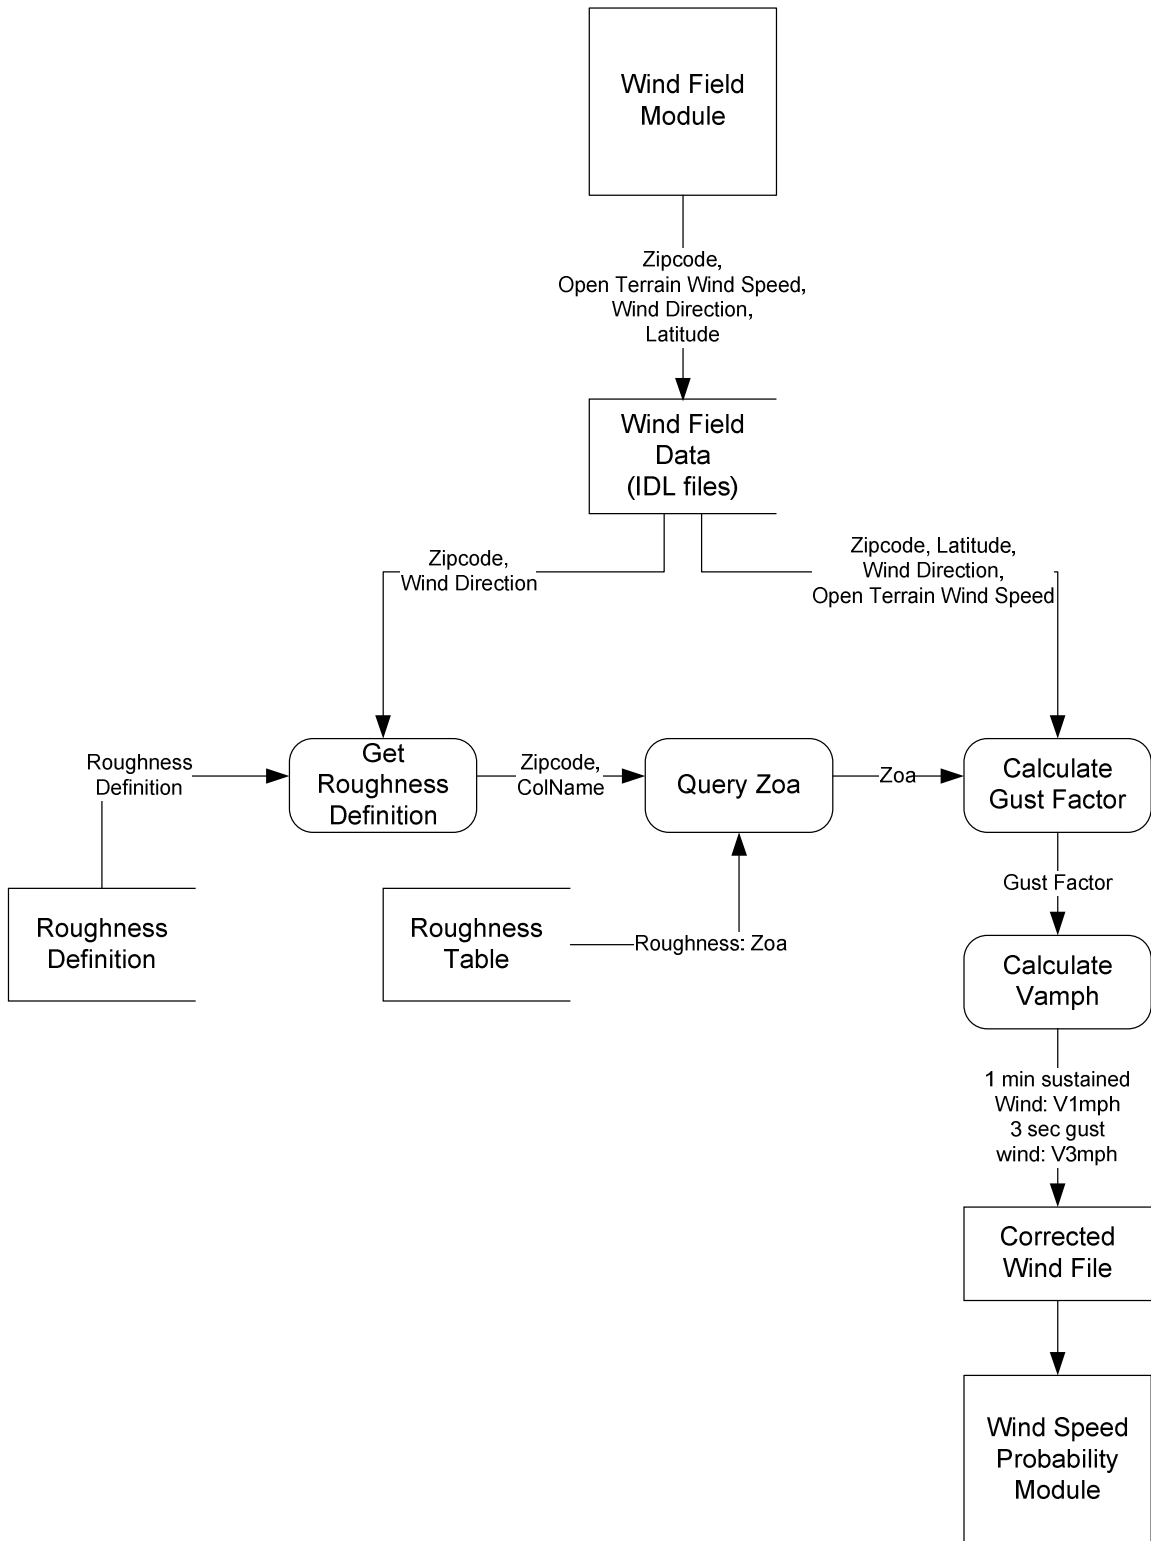 Wind Field
Module
Zipcode,
Open Terrain Wind Speed,
Wind Direction,
Latitude
Wind Field
Data
(IDL files)
Zipcode,
Wind Direction
Zipcode, Latitude,
Wind Direction,
Open Terrain Wind Speed
Roughness
Definition
Get
Roughness
Definition
Zipcode,
ColName
Query Zoa
Zoa
Calculate
Gust Factor
Gust Factor
Roughness
Definition
Roughness
Table
Roughness: Zoa
Calculate
Vamph
1 min sustained
Wind: V1mph
3 sec gust
wind: V3mph
Corrected
Wind File
Wind Speed
Probability
Module